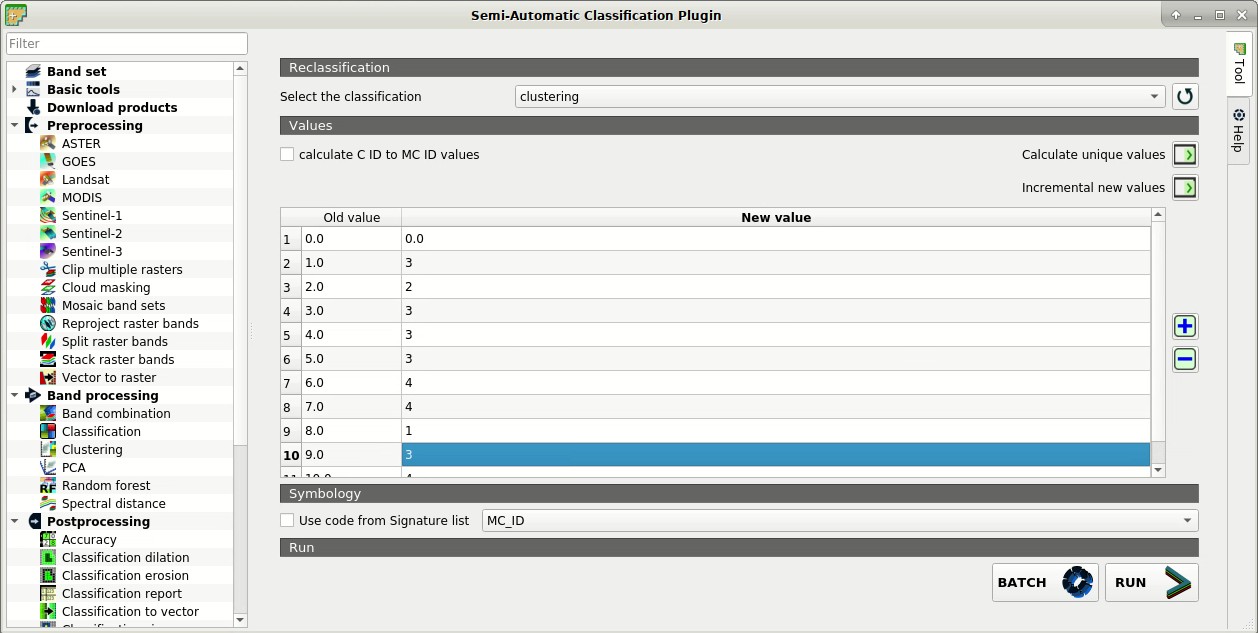 Semi-Automatic Classification Plugin
Filter
Band set
Basic tools
Download products
Preprocessing
ASTER
GOES
Landsat
MODIS
Sentinel-1
Sentinel-2
Sentinel-3
Clip multiple rasters
Cloud masking
Mosaic band sets
Reproject raster bands
Split raster bands
Stack raster bands
Vector to raster
Band processing
Band combination
Classification
Clustering
PCA
Random forest
Spectral distance
Postprocessing
Accuracy
Classification dilation
Classification erosion
Classification report
Classification to vector
Reclassification
Select the classification clustering
Values
calculate C ID to MC ID values
Calculate unique values
Incremental new values
Old value New value
1 0.0 0.0
2 1.0 3
3 2.0 2
4 3.0 3
5 4.0 3
6 5.0 3
7 6.0 4
8 7.0 4
9 8.0 1
10 9.0 3
Symbology
Use code from Signature list MC_ID
Run
BATCH RUN
Tool
Help